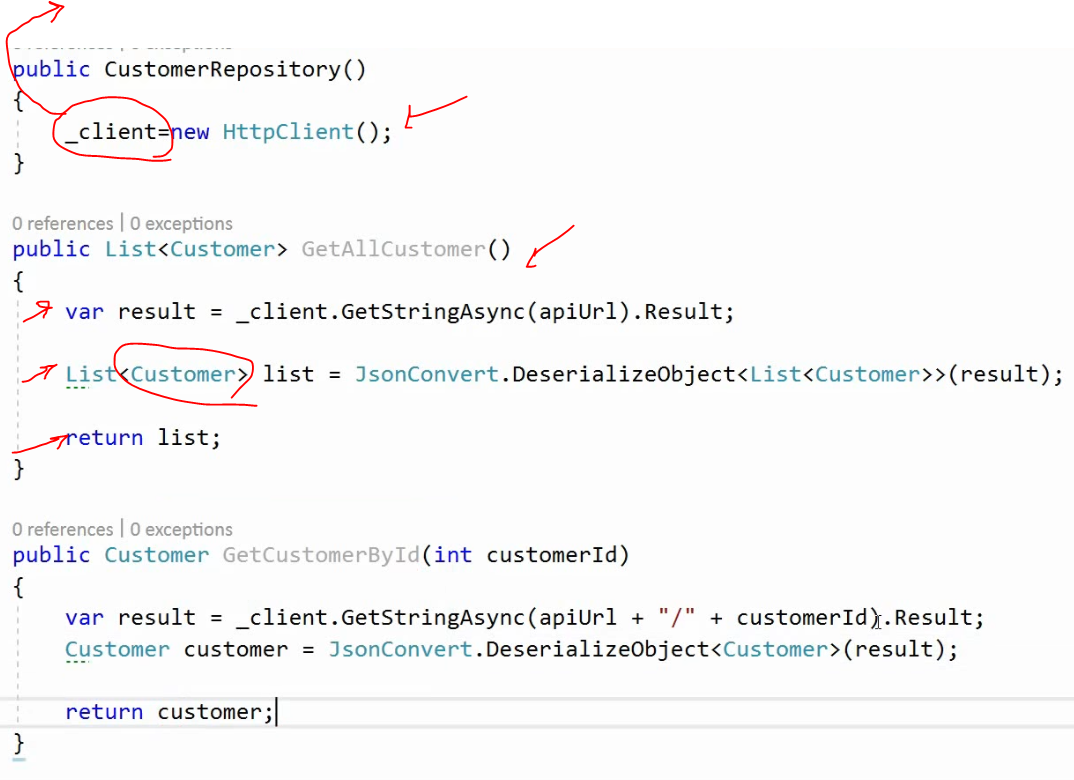 public CustomerRepository()
{
_client=new HttpClient();
}
0 references | 0 exceptions
public List<Customer> GetAllCustomer()
{
var result = _client.GetStringAsync(apiUrl).Result;
List<Customer> list = JsonConvert.DeserializeObject<List<Customer>>(result);
return list;
}
0 references | 0 exceptions
public Customer GetCustomerById(int customerId)
{
var result = _client.GetStringAsync(apiUrl + "/" + customerId).Result;
Customer customer = JsonConvert.DeserializeObject<Customer>(result);
return customer;
}